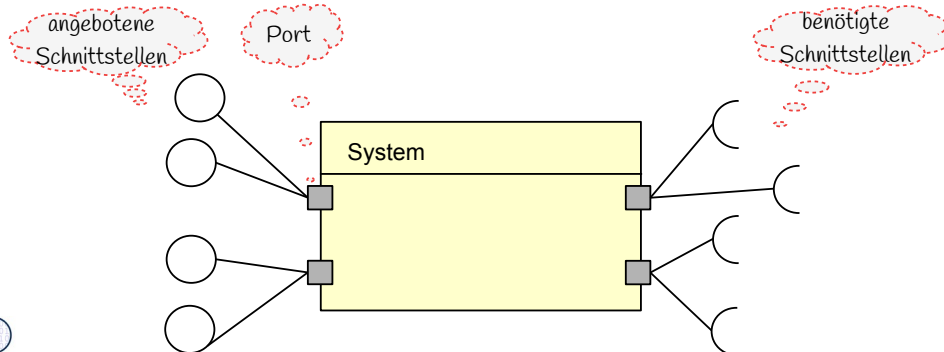 angebotene
Schnittstellen
Port
benötigte
Schnittstellen
System